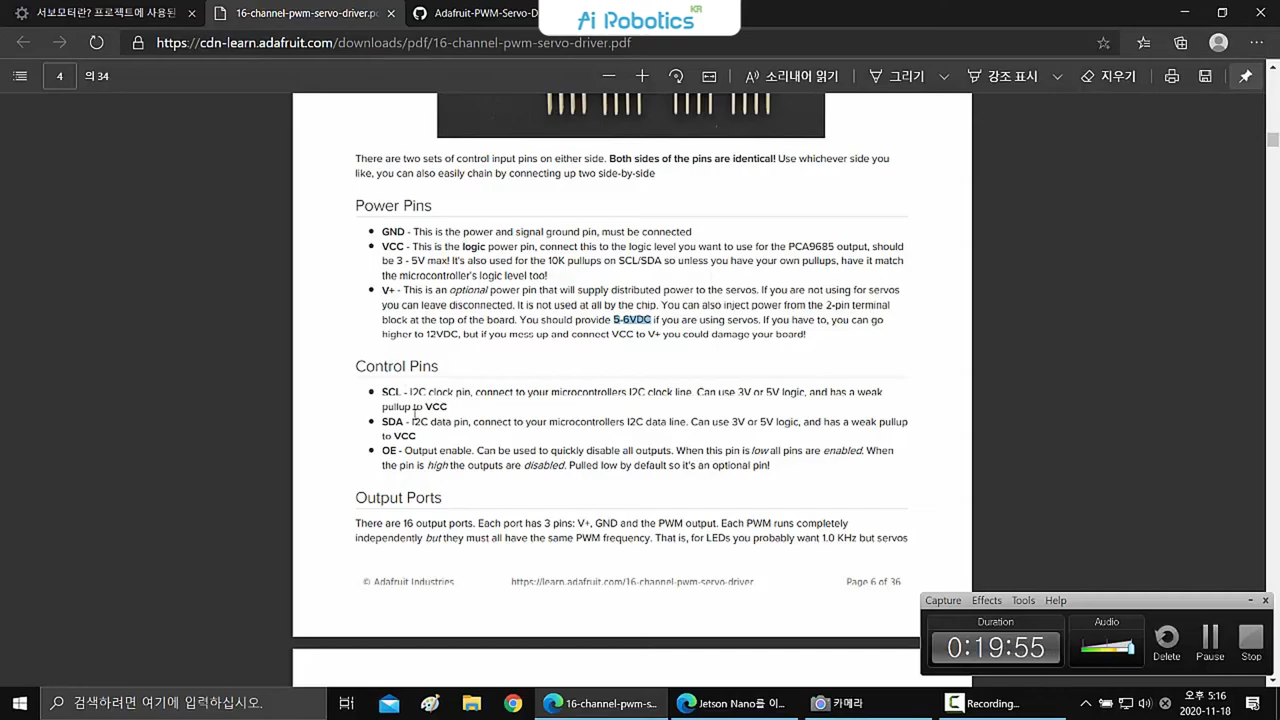 서보모터란? 프로젝트에 사용된
16-channel-pwm-servo-driver.pdf
Adafruit-PWM-Servo-D
Ai Robotics KR
https://cdn-learn.adafruit.com/downloads/pdf/16-channel-pwm-servo-driver.pdf
4 의 34
소리내어 읽기
그리기
강조 표시
지우기
There are two sets of control input pins on either side. Both sides of the pins are identical! Use whichever side you
like, you can also easily chain by connecting up two side-by-side
Power Pins
GND - This is the power and signal ground pin, must be connected
VCC - This is the logic power pin, connect this to the logic level you want to use for the PCA9685 output, should
be 3 - 5V max! It's also used for the 10K pullups on SCL/SDA so unless you have your own pullups, have it match
the microcontroller's logic level too!
V+ - This is an optional power pin that will supply distributed power to the servos. If you are not using for servos
you can leave disconnected. It is not used at all by the chip. You can also inject power from the 2-pin terminal
block at the top of the board. You should provide 5-6VDC if you are using servos. If you have to, you can go
higher to 12VDC, but if you mess up and connect VCC to V+ you could damage your board!
Control Pins
SCL - I2C clock pin, connect to your microcontrollers I2C clock line. Can use 3V or 5V logic, and has a weak
pullup to VCC
SDA - I2C data pin, connect to your microcontrollers I2C data line. Can use 3V or 5V logic, and has a weak pullup
to VCC
OE - Output enable. Can be used to quickly disable all outputs. When this pin is low all pins are enabled. When
the pin is high the outputs are disabled. Pulled low by default so it's an optional pin!
Output Ports
There are 16 output ports. Each port has 3 pins: V+, GND and the PWM output. Each PWM runs completely
independently but they must all have the same PWM frequency. That is, for LEDs you probably want 1.0 KHz but servos
© Adafruit Industries
https://learn.adafruit.com/16-channel-pwm-servo-driver
Page 6 of 36
Capture Effects Tools Help
Duration
Audio
0:19:55
Delete
Pause
Stop
검색하려면 여기에 입력하십시오.
16-channel-pwm-s...
Jetson Nano를 이...
카메라
Recording...
오후 5:16
2020-11-18